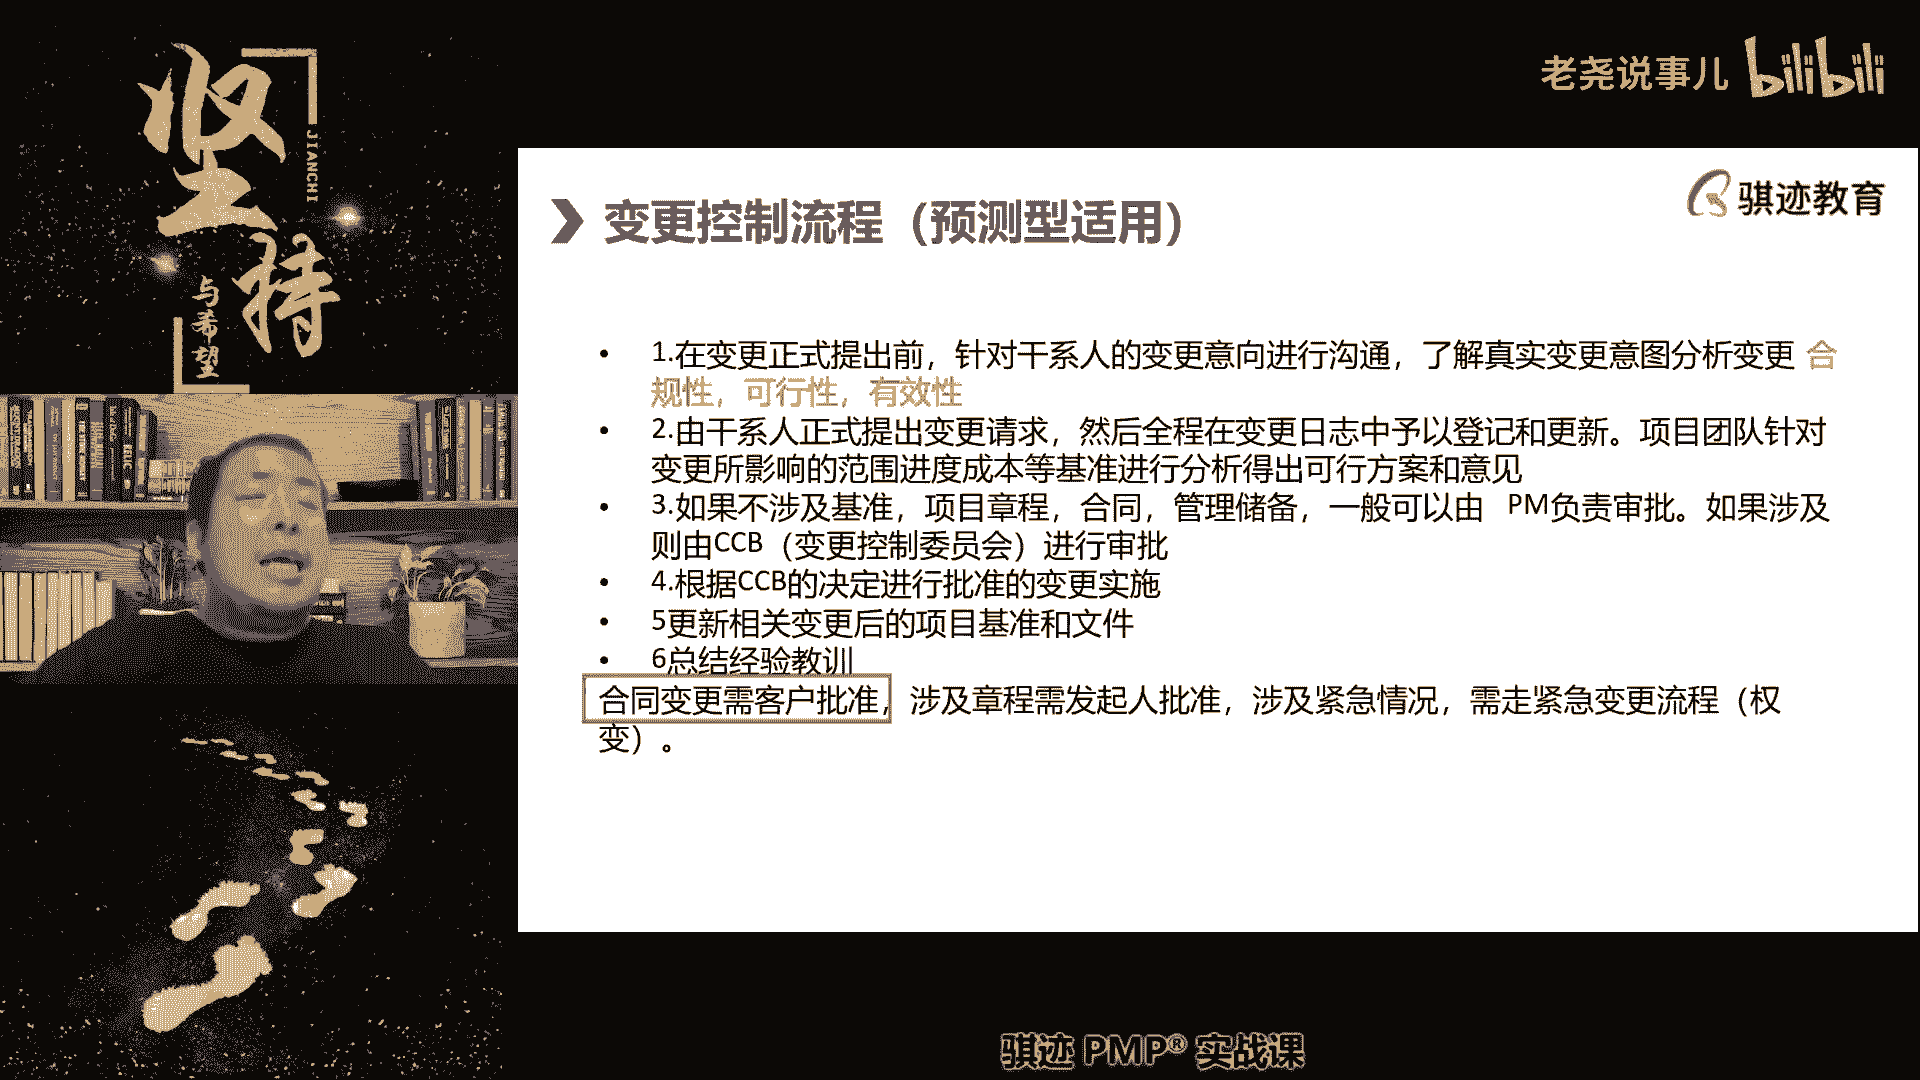 坚持
JIANCHI
与希望
老尧说事儿 bilibili
骐迹教育
变更控制流程（预测型适用）
• 1.在变更正式提出前，针对干系人的变更意向进行沟通，了解真实变更意图分析变更 合
规性，可行性，有效性
• 2.由干系人正式提出变更请求，然后全程在变更日志中予以登记和更新。项目团队针对
变更所影响的范围进度成本等基准进行分析得出可行方案和意见
• 3.如果不涉及基准，项目章程，合同，管理储备，一般可以由 PM负责审批。如果涉及
则由CCB（变更控制委员会）进行审批
• 4.根据CCB的决定进行批准的变更实施
• 5更新相关变更后的项目基准和文件
• 6总结经验教训
合同变更需客户批准，涉及章程需发起人批准，涉及紧急情况，需走紧急变更流程（权
变）。
骐迹 PMP® 实战课